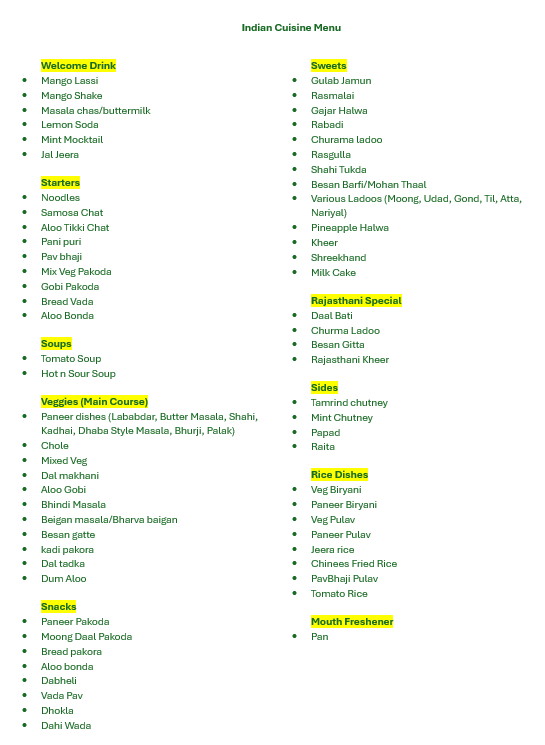 Indian Cuisine Menu
Welcome Drink
Mango Lassi
Mango Shake
Masala chas/buttermilk
Lemon Soda
Mint Mocktail
Jal Jeera
Starters
Noodles
Samosa Chat
Aloo Tikki Chat
Pani puri
Pav bhaji
Mix Veg Pakoda
Gobi Pakoda
Bread Vada
Aloo Bonda
Soups
Tomato Soup
Hot n Sour Soup
Veggies (Main Course)
Paneer dishes (Lababdar, Butter Masala, Shahi,
Kadhai, Dhaba Style Masala, Bhurji, Palak)
Chole
Mixed Veg
Dal makhani
Aloo Gobi
Bhindi Masala
Beigan masala/Bharva baigan
Besan gatte
kadi pakora
Dal tadka
Dum Aloo
Snacks
Paneer Pakoda
Moong Daal Pakoda
Bread pakora
Aloo bonda
Dabheli
Vada Pav
Dhokla
Dahi Wada
Sweets
Gulab Jamun
Rasmalai
Gajar Halwa
Rabadi
Churama ladoo
Rasgulla
Shahi Tukda
Besan Barfi/Mohan Thaal
Various Ladoos (Moong, Udad, Gond, Til, Atta,
Nariyal)
Pineapple Halwa
Kheer
Shreekhand
Milk Cake
Rajasthani Special
Daal Bati
Churma Ladoo
Besan Gitta
Rajasthani Kheer
Sides
Tamrind chutney
Mint Chutney
Papad
Raita
Rice Dishes
Veg Biryani
Paneer Biryani
Veg Pulav
Paneer Pulav
Jeera rice
Chinees Fried Rice
PavBhaji Pulav
Tomato Rice
Mouth Freshener
Pan